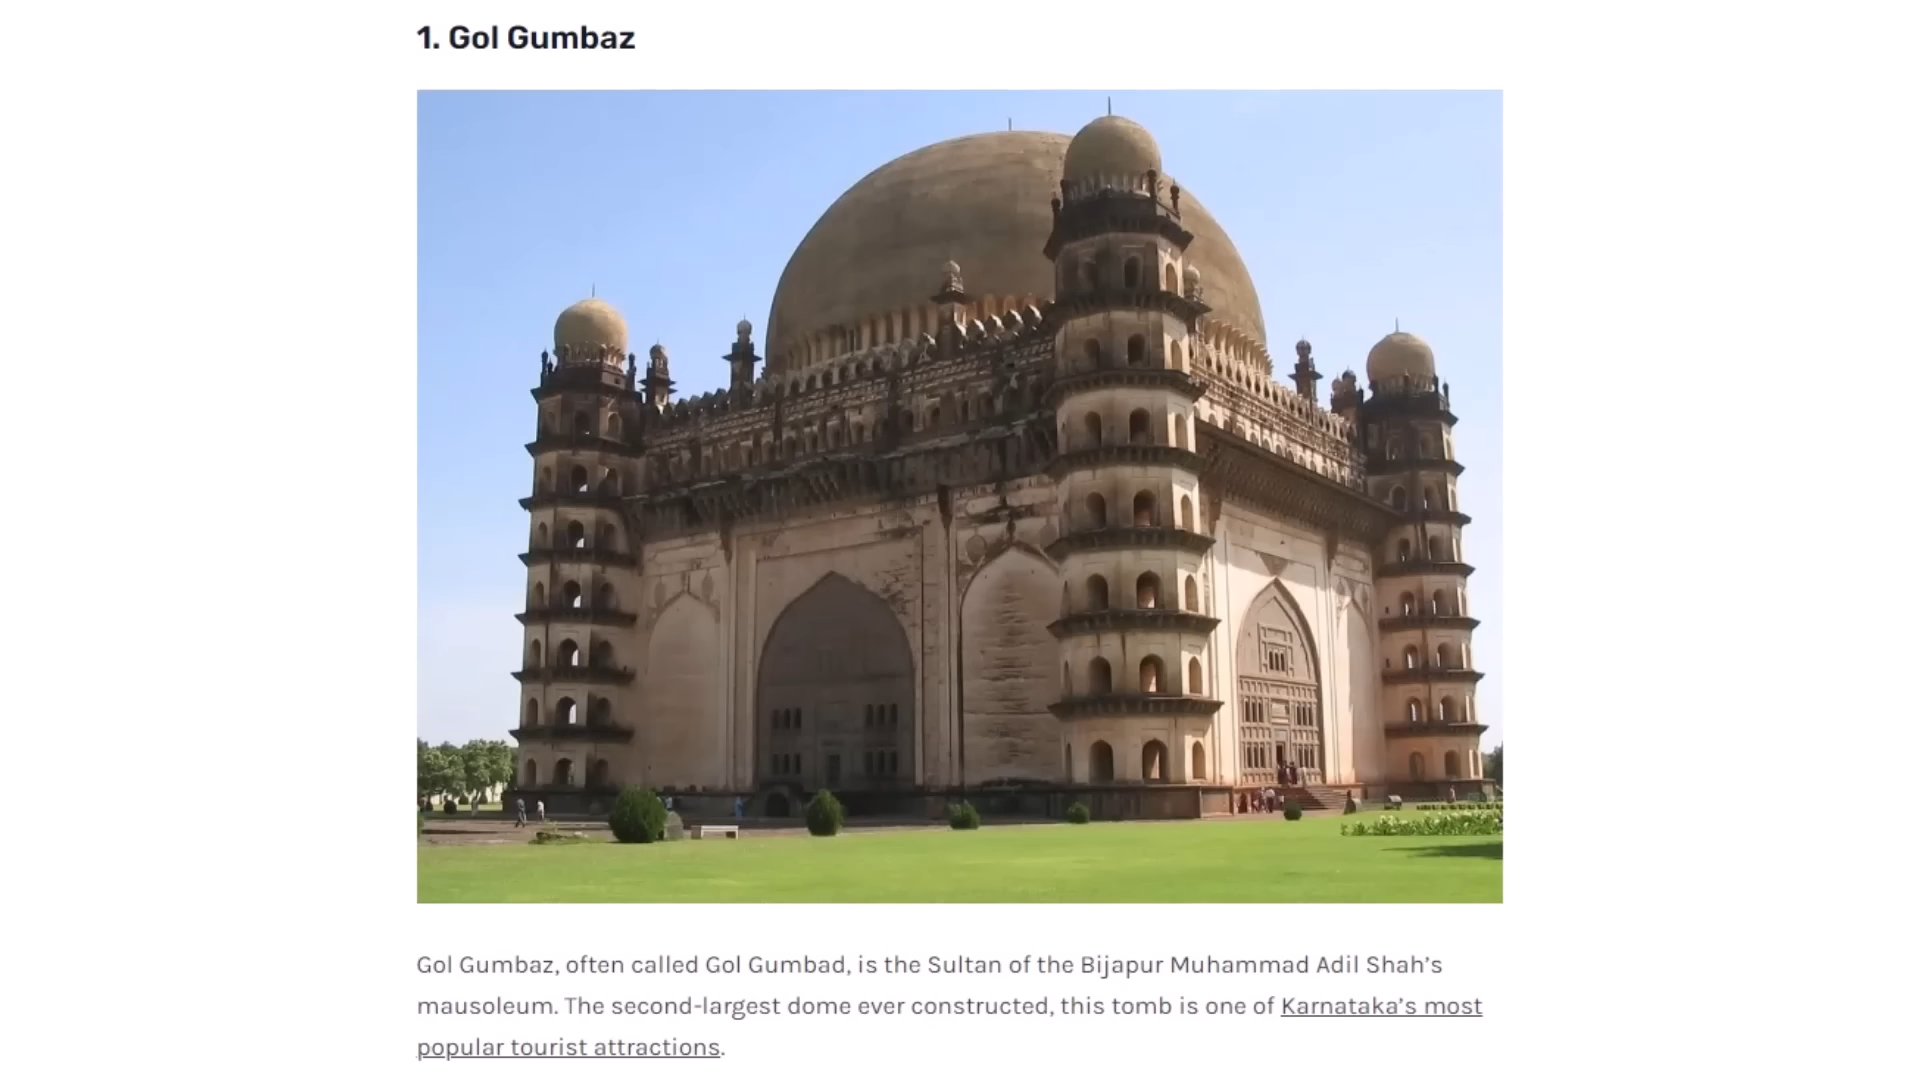 1. Gol Gumbaz
Gol Gumbaz, often called Gol Gumbad, is the Sultan of the Bijapur Muhammad Adil Shah’s
mausoleum. The second-largest dome ever constructed, this tomb is one of Karnataka’s most
popular tourist attractions.